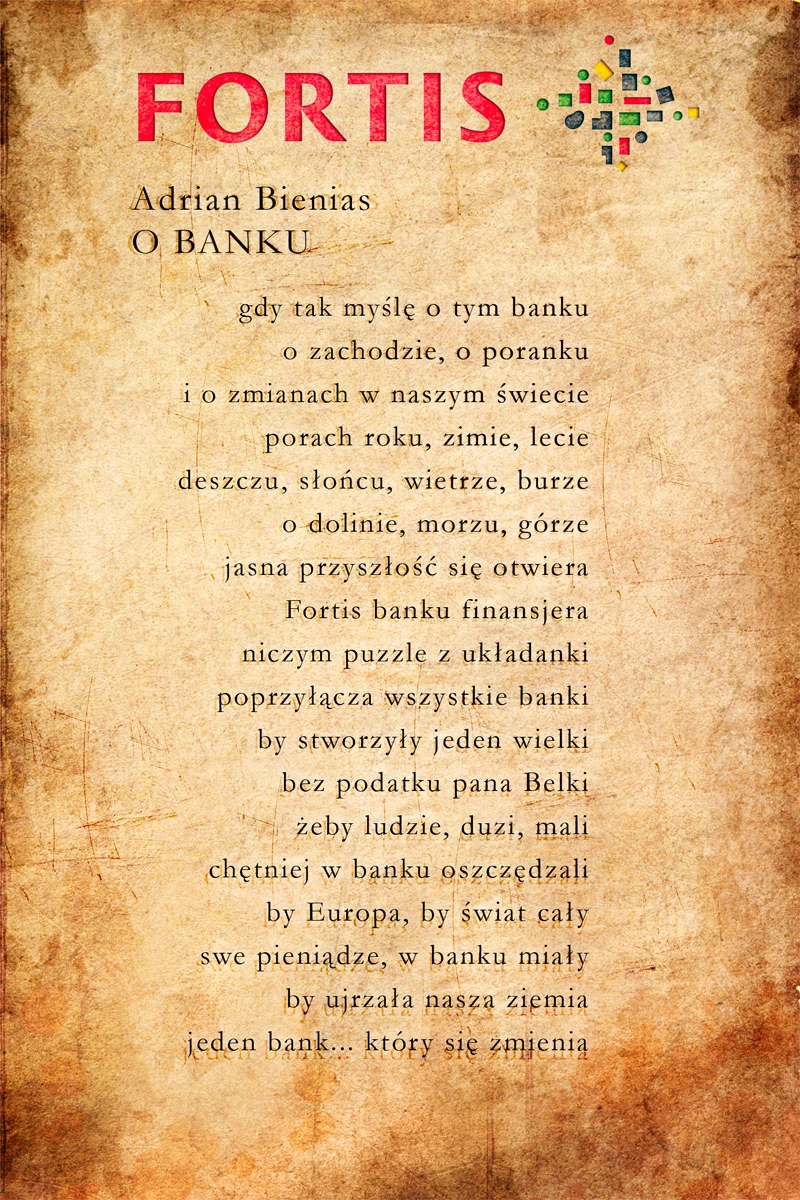 FORTIS
Adrian Bienias
O BANKU
gdy tak myślę o tym banku
o zachodzie, o poranku
i o zmianach w naszym świecie
porach roku, zimie, lecie
deszczu, słońcu, wietrze, burze
o dolinie, morzu, górze
jasna przyszłość się otwiera
Fortis banku finansjera
niczym puzzle z układanki
poprzyłącza wszystkie banki
by stworzyły jeden wielki
bez podatku pana Belki
żeby ludzie, duzi, mali
chętniej w banku oszczędzali
by Europa, by świat cały
swe pieniądze, w banku miały
by ujrzała nasza ziemia
jeden bank... który się zmienia